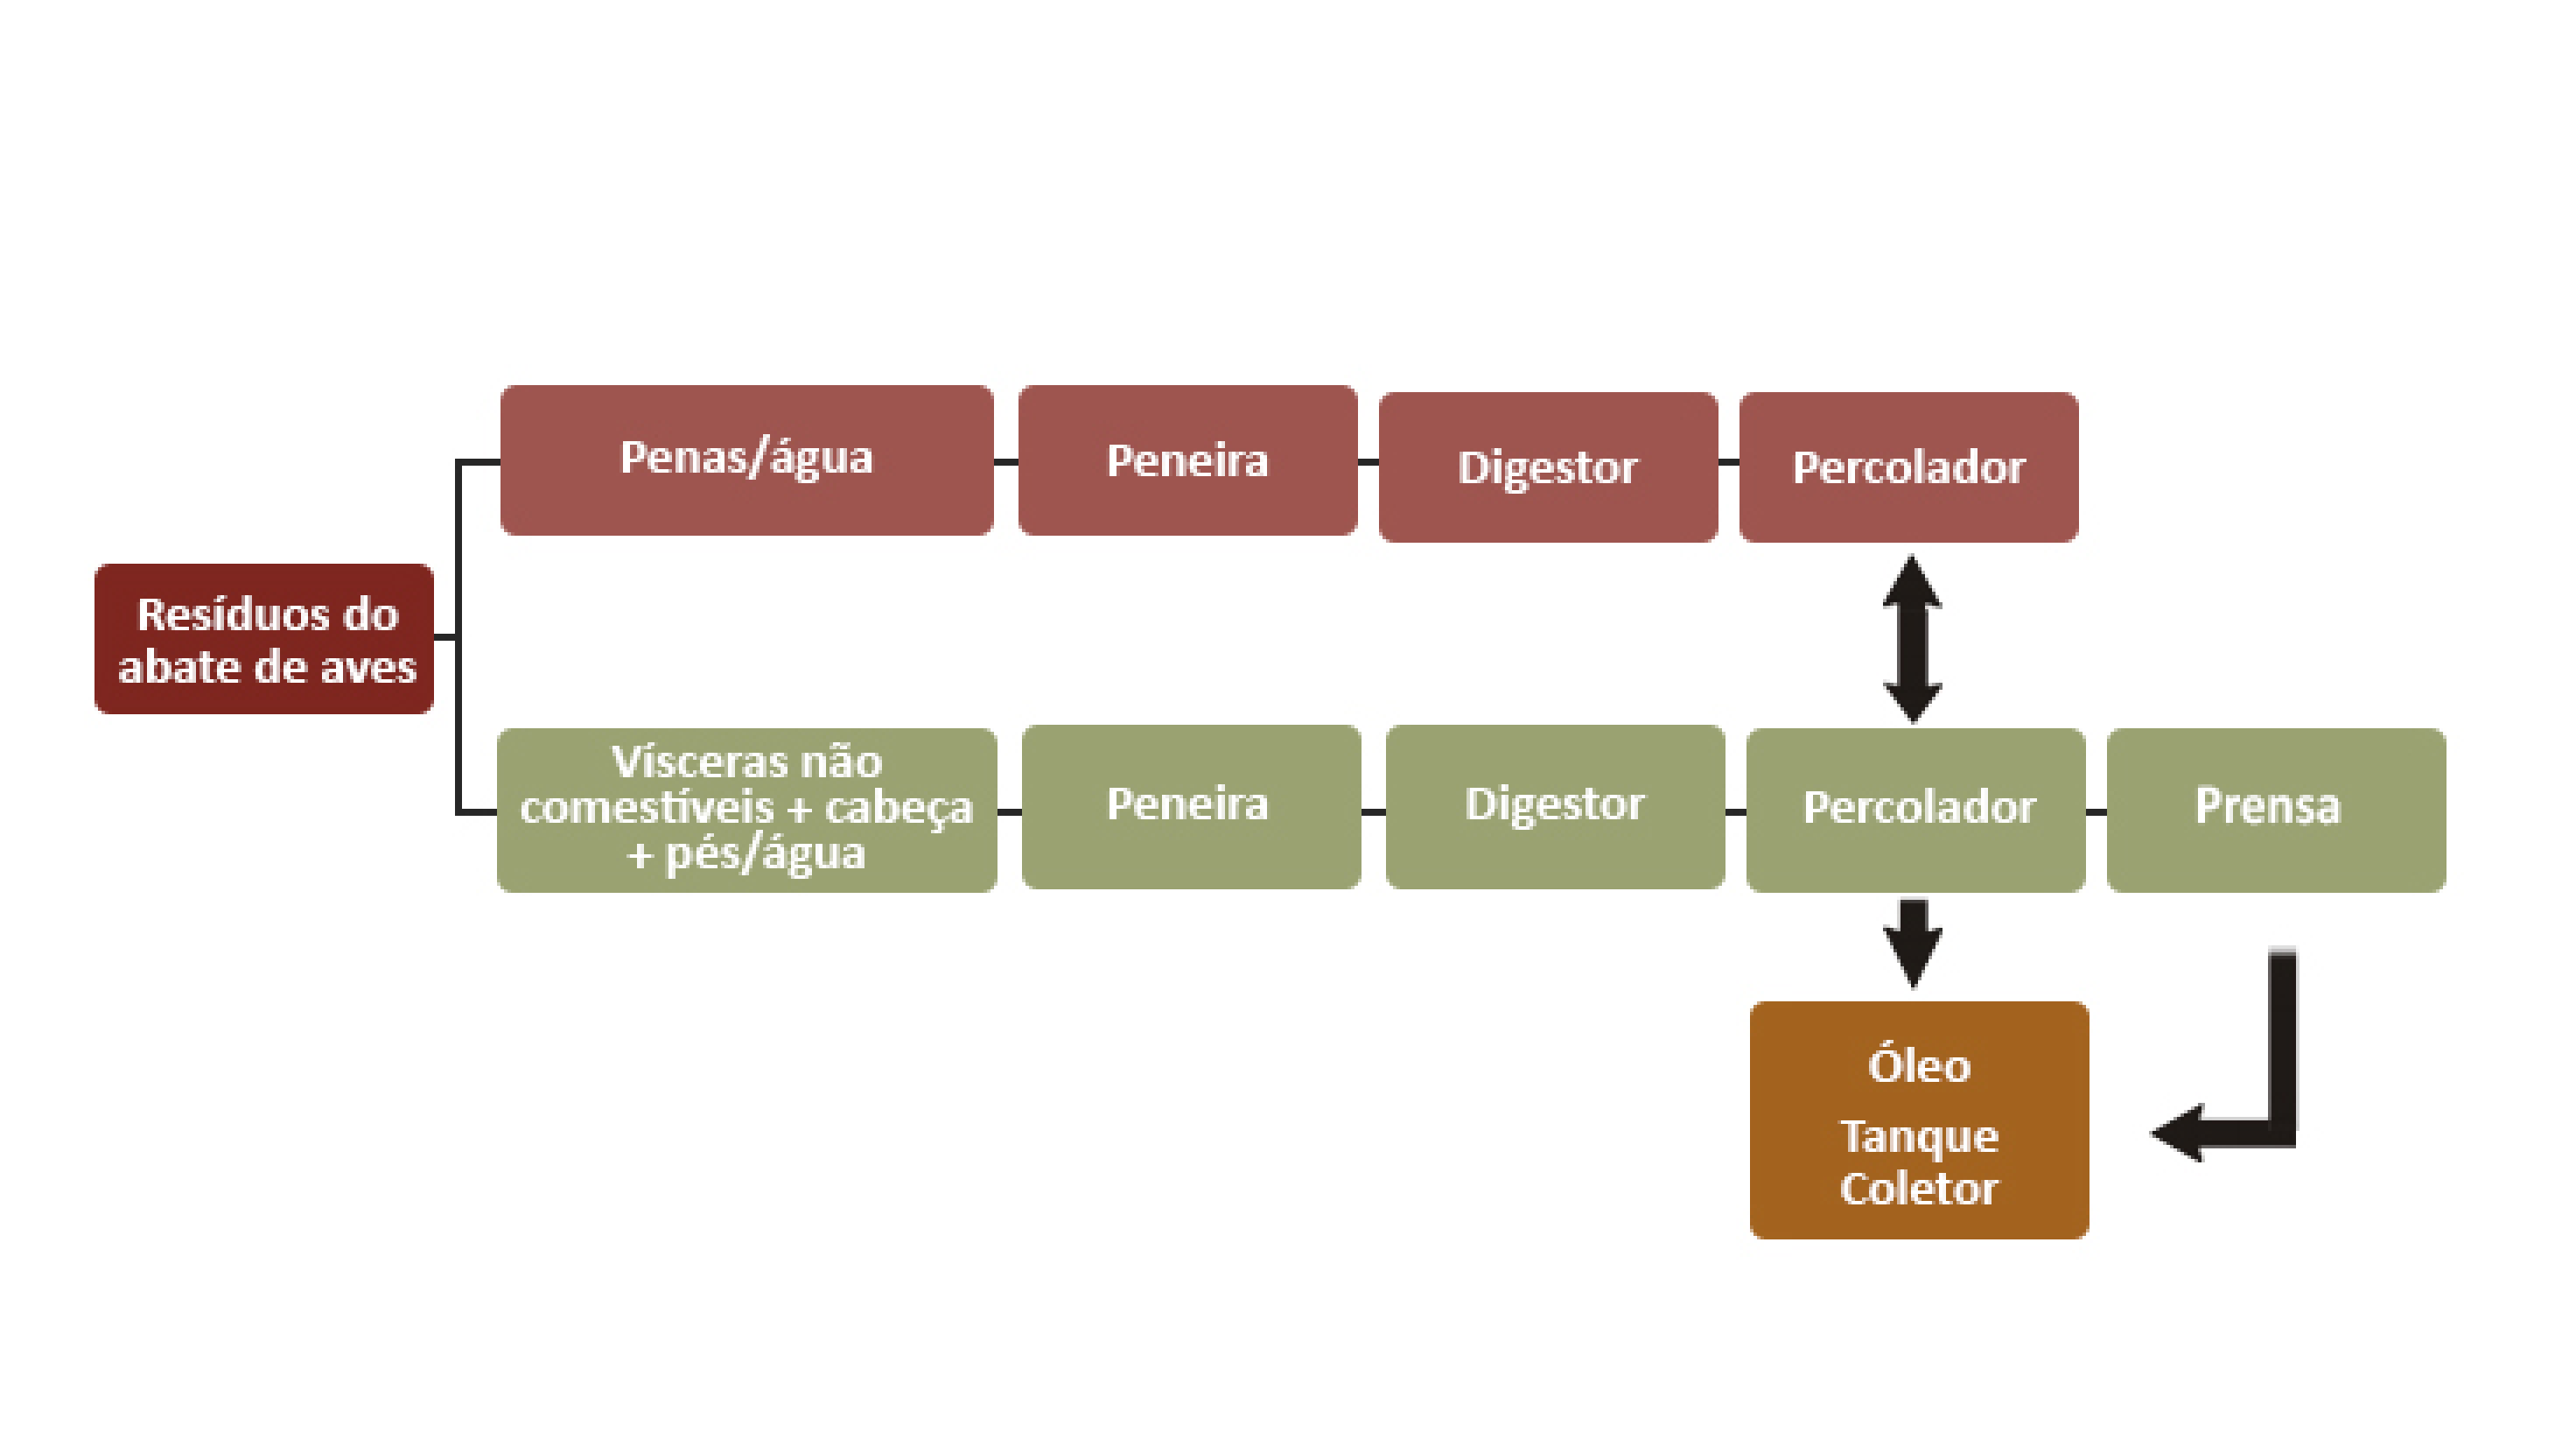 Penas/água
Peneira
Digestor
Percolador
Resíduos do
abate de aves
Vísceras não
comestíveis + cabeça
+ pés/água
Peneira
Digestor
Percolador
Prensa
Óleo
Tanque
Coletor